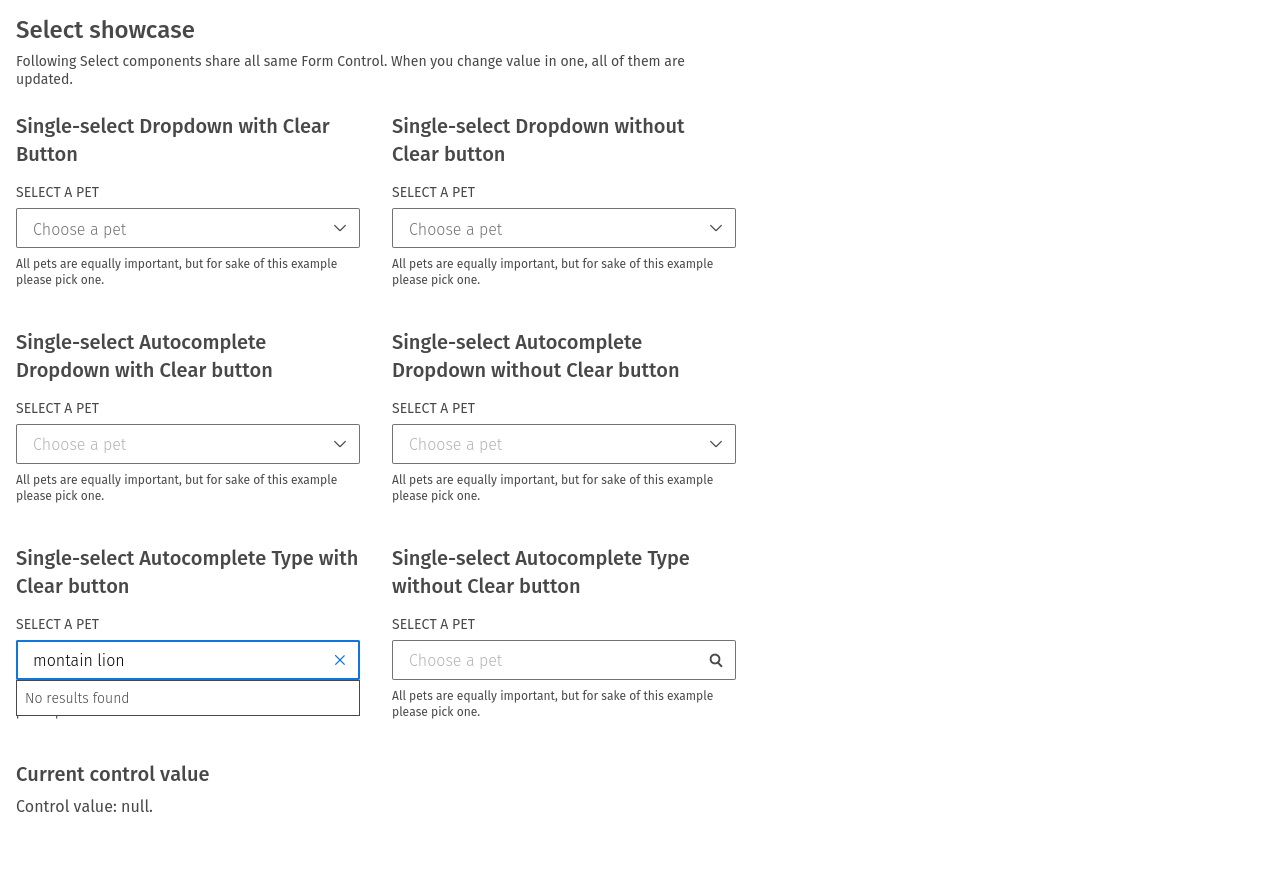 Select showcase
Following Select components share all same Form Control. When you change value in one, all of them are
updated.
Single-select Dropdown with Clear
Button
SELECT A PET
Choose a pet
All pets are equally important, but for sake of this example
please pick one.
Single-select Dropdown without
Clear button
SELECT A PET
Choose a pet
All pets are equally important, but for sake of this example
please pick one.
Single-select Autocomplete
Dropdown with Clear button
SELECT A PET
Choose a pet
All pets are equally important, but for sake of this example
please pick one.
Single-select Autocomplete
Dropdown without Clear button
SELECT A PET
Choose a pet
All pets are equally important, but for sake of this example
please pick one.
Single-select Autocomplete Type with
Clear button
SELECT A PET
montain lion
No results found
Single-select Autocomplete Type
without Clear button
SELECT A PET
Choose a pet
All pets are equally important, but for sake of this example
please pick one.
Current control value
Control value: null.